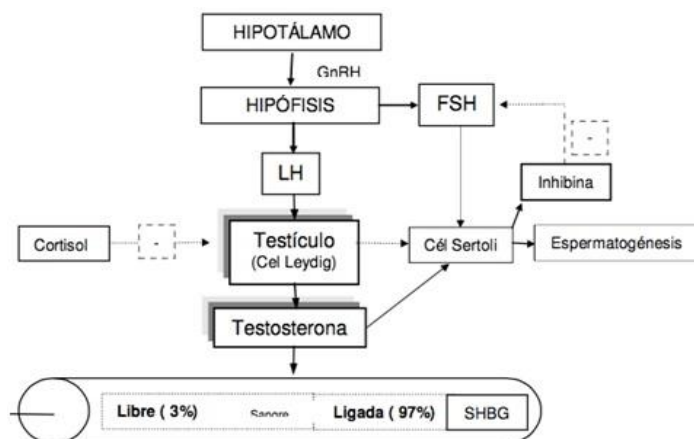 HIPOTÁLAMO
GnRH
HIPÓFISIS
FSH
-
LH
Inhibina
Cortisol
-
Testículo
(Cel Leydig)
Cél Sertoli
Espermatogénesis
Testosterona
Libre ( 3%)
Sangre
Ligada ( 97%)
SHBG